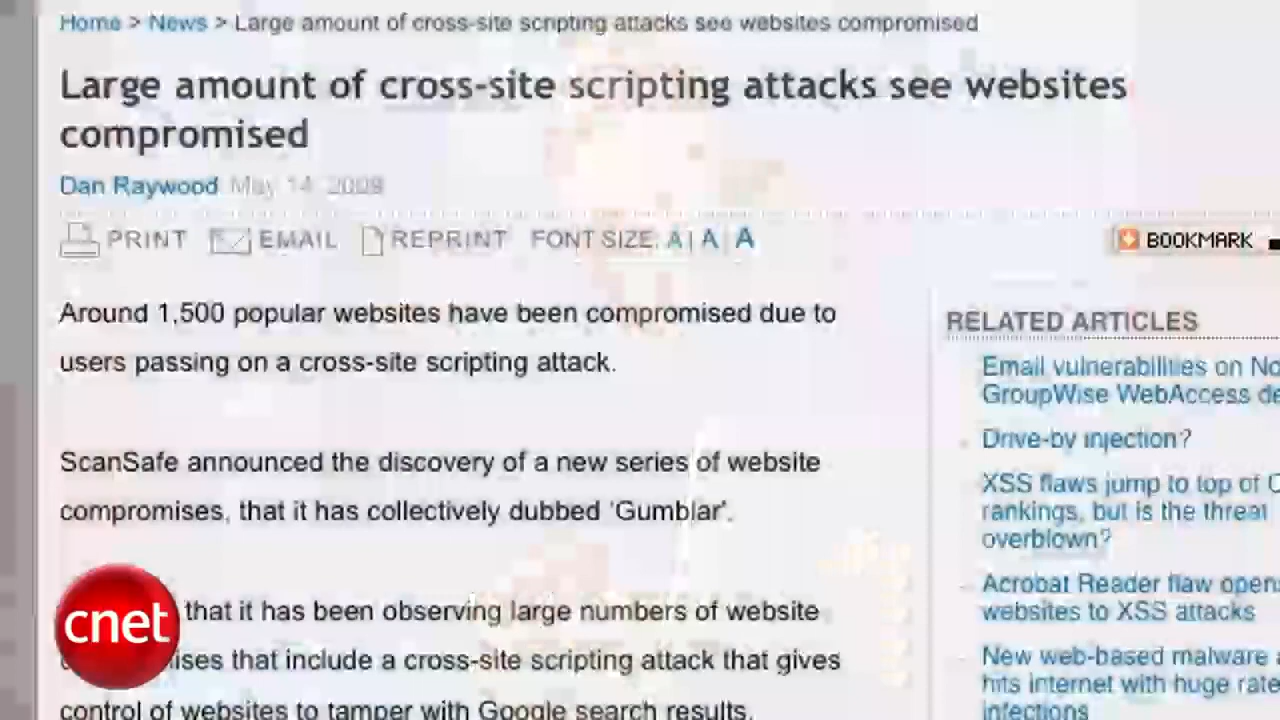 Home > News > Large amount of cross-site scripting attacks see websites compromised
Large amount of cross-site scripting attacks see websites
compromised
Dan Raywood May 14, 2009
PRINT EMAIL REPRINT FONT SIZE: A | A | A
BOOKMARK
Around 1,500 popular websites have been compromised due to
users passing on a cross-site scripting attack.
ScanSafe announced the discovery of a new series of website
compromises, that it has collectively dubbed 'Gumblar'.
that it has been observing large numbers of website
that include a cross-site scripting attack that gives
control of websites to tamper with Google search results.
cnet
RELATED ARTICLES
Email vulnerabilities on
GroupWise WebAccess
Drive-by injection?
XSS flaws jump to top of
rankings, but is the threat
overblown?
Acrobat Reader flaw
websites to XSS attacks
New web-based malware
hits internet with huge
infections